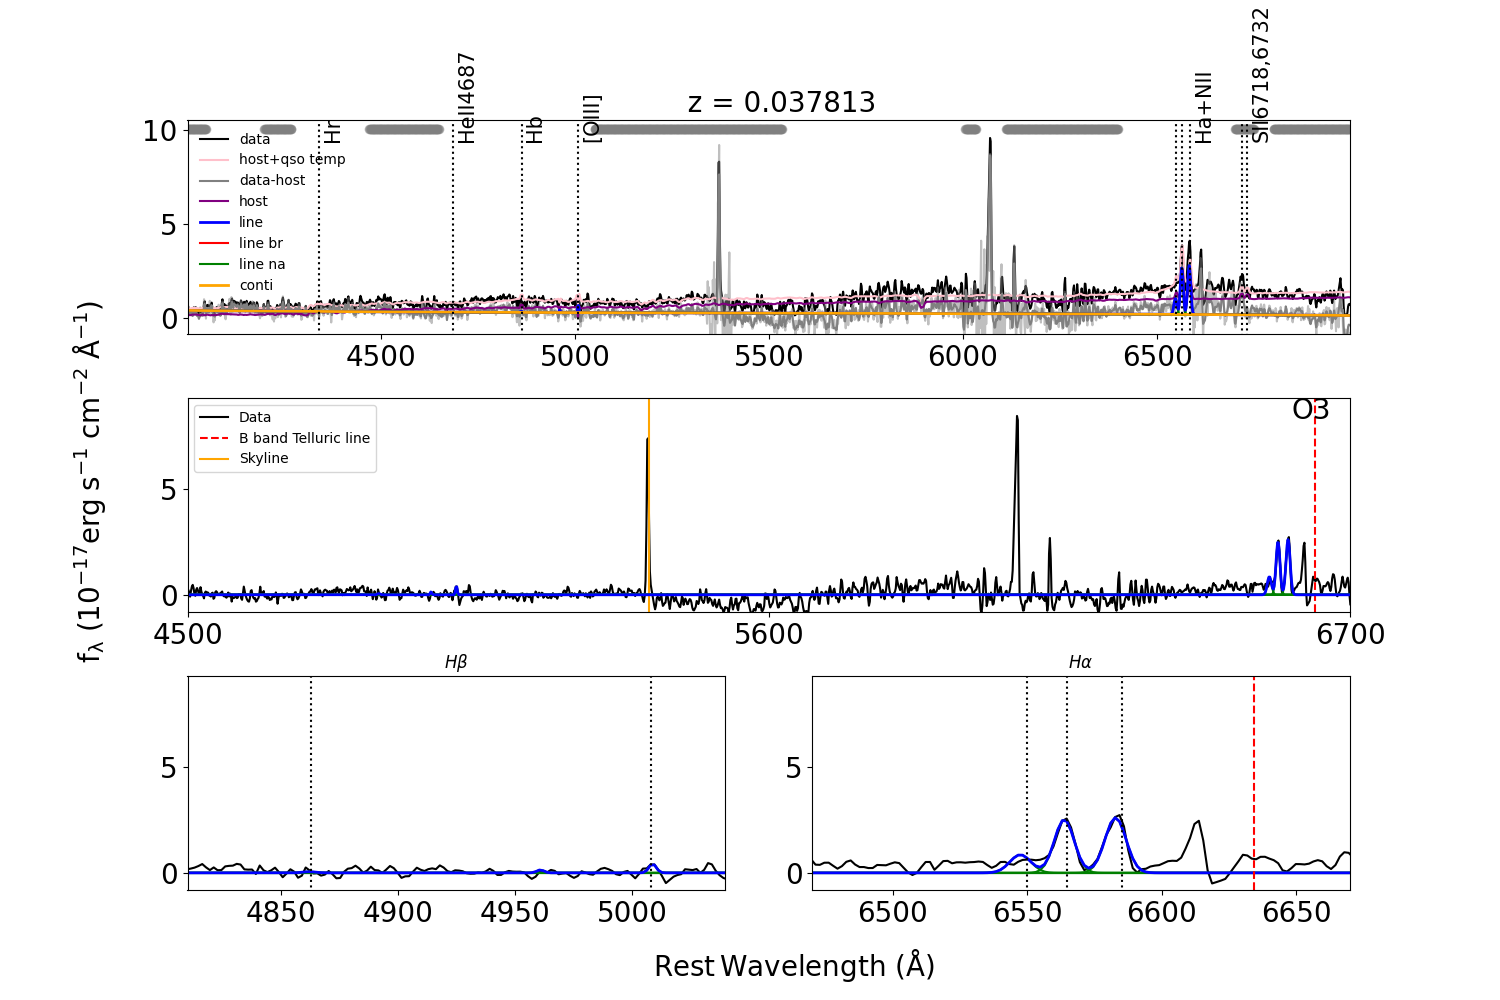 z = 0.037813
Hr
HeII4687
Hb
[OIII]
Ha+NII
SII6718,6732
10
5
0
data
host+qso temp
data-host
host
line
line br
line na
conti
4500 5000 5500 6000 6500
fλ (10⁻¹⁷erg s⁻¹ cm⁻² Å⁻¹)
5
0
Data
B band Telluric line
Skyline
O3
4500 5600 6700
Hβ
5
0
4850 4900 4950 5000
Hα
5
0
6500 6550 6600 6650
Rest Wavelength (Å)